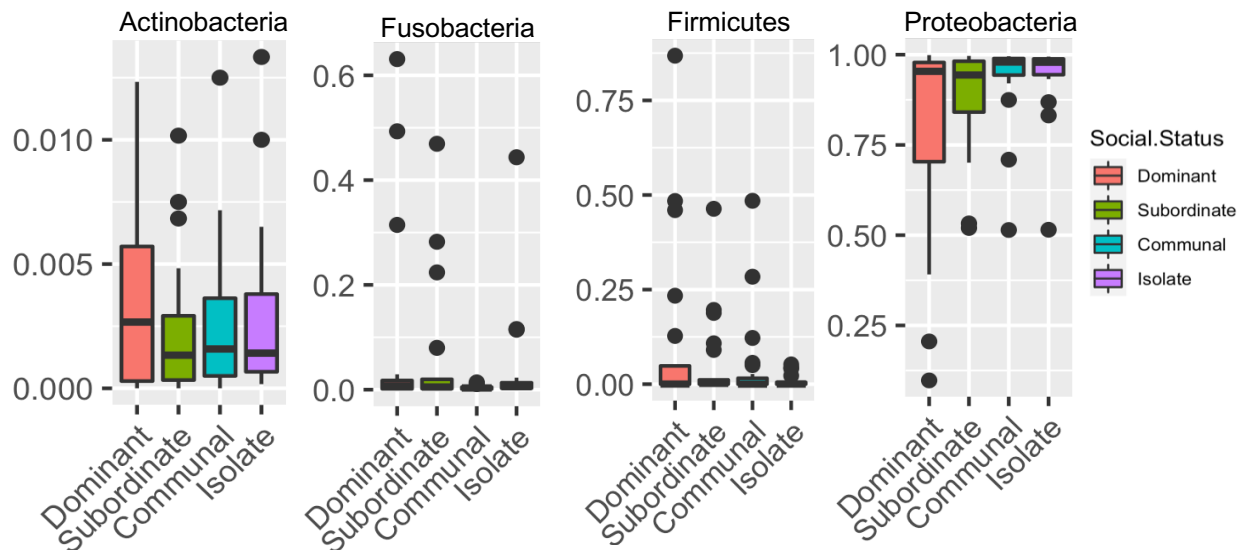 Actinobacteria
0.010
0.005
0.000
Dominant
Subordinate
Communal
Isolate
Fusobacteria
0.6
0.4
0.2
0.0
Dominant
Subordinate
Communal
Isolate
Firmicutes
0.75
0.50
0.25
0.00
Dominant
Subordinate
Communal
Isolate
Proteobacteria
1.00
0.75
0.50
0.25
Dominant
Subordinate
Communal
Isolate
Social.Status
Dominant
Subordinate
Communal
Isolate